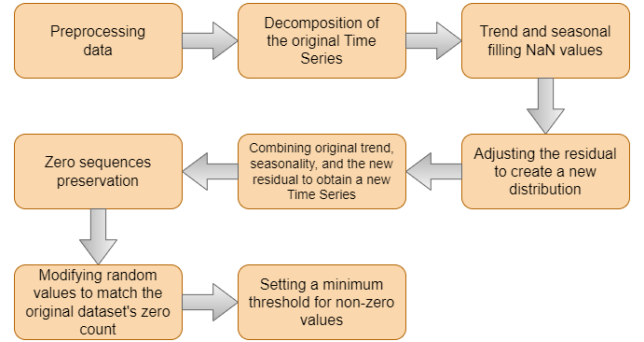 Preprocessing
data
Decomposition of
the original Time
Series
Trend and seasonal
filling NaN values
Adjusting the residual
to create a new
distribution
Combining original trend,
seasonality, and the new
residual to obtain a new
Time Series
Zero sequences
preservation
Modifying random
values to match the
original dataset's zero
count
Setting a minimum
threshold for non-zero
values